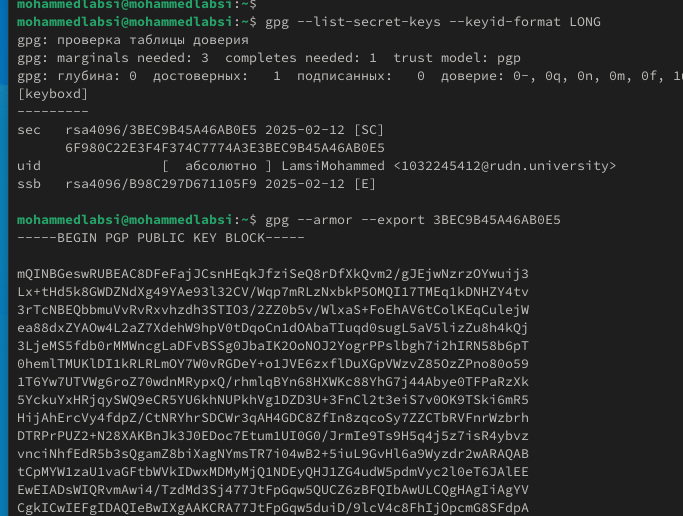 mohammedlabsi@mohammedlabsi:~$
mohammedlabsi@mohammedlabsi:~$ gpg --list-secret-keys --keyid-format LONG
gpg: проверка таблицы доверия
gpg: marginals needed: 3  completes needed: 1  trust model: pgp
gpg: глубина: 0  достоверных:   1  подписанных:   0  доверие: 0-, 0q, 0n, 0m, 0f, 1
[keyboxd]
---------
sec   rsa4096/3BEC9B45A46AB0E5 2025-02-12 [SC]
      6F980C22E3F4F374C7774A3E3BEC9B45A46AB0E5
uid                 [  абсолютно ] LamsiMohammed <1032245412@rudn.university>
ssb   rsa4096/B98C297D671105F9 2025-02-12 [E]
mohammedlabsi@mohammedlabsi:~$ gpg --armor --export 3BEC9B45A46AB0E5
-----BEGIN PGP PUBLIC KEY BLOCK-----
mQINBGeswRUBEAC8DFeFajJCsnHEqkJfziSeQ8rDfXkQvm2/gJEjwNzrzOYwuij3
Lx+tHd5k8GWDZNdXg49YAe93l32CV/Wqp7mRLzNxbkP5OMQI17TMEq1kDNHZY4tv
3rTcNBEQbbmuVvRvRxvhzdh3STIO3/2ZZ0b5v/WlxaS+FoEhAV6tColKEqCulejW
ea88dxZYAOw4L2aZ7XdehW9hpV0tDqoCn1dOAbaTIuqd0sugL5aV5lizZu8h4kQj
3LjeMS5fdb0rMMWncgLaDFvBSSg0JbaIK2OoNOJ2YogrPPslbgh7i2hIRN58b6pT
0hemlTMUKlDI1kRLRLmOY7W0vRGDeY+o1JVE6zxflDuXGpVWzvZ85OzZPno80o59
1T6Yw7UTVWg6roZ70wdnMRypxQ/rhmlqBYn68HXWKc88YhG7j44Abye0TFPaRzXk
5YckuYxHRjqySWQ9eCR5YU6khNUPkhVg1DZD3U+3FnCl2t3eiS7v0OK9TSki6mR5
HijAhErcVy4fdpZ/CtNRYhrSDCWr3qAH4GDC8ZfIn8zqcoSy7ZZCTbRVFnrWzbrh
DTRPrPUZ2+N28XAKBnJk3J0EDoc7Etum1UI0G0/JrmIe9Ts9H5q4j5z7isR4ybvz
vnciNhfEdR5b3sQgamZ8biXagNYmsTR7i04wB2+5iuL9GvHl6a9Wyzdr2wARAQAB
tCpMYW1zaU1vaGFtbWVkIDwxMDMyMjQ1NDEyQHJ1ZG4udW5pdmVyc2l0eT6JAlEE
EwEIADsWIQRvmAwi4/TzdMd3Sj477JtFpGqw5QUCZ6zBFQIbAwULCQgHAgIiAgYV
CgkICwIEFgIDAQIeBwIXgAAKCRA77JtFpGqw5duiD/9lcV4c8FhIjOpcmG8SFdpA